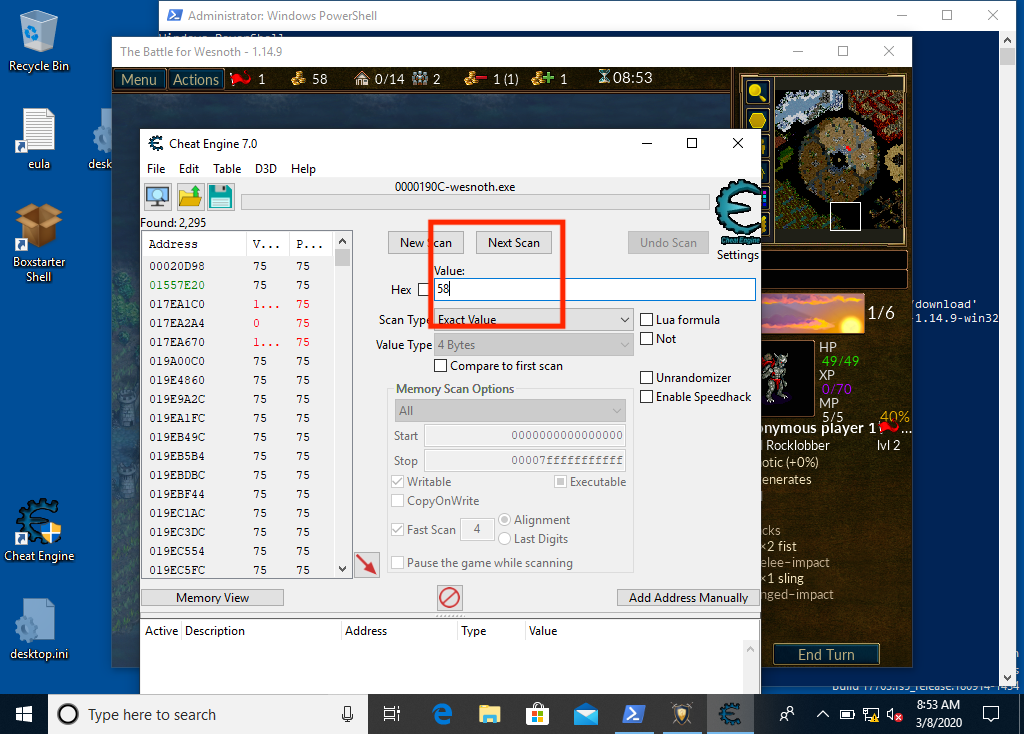 Recycle Bin
eula
desk
Boxstarter
Shell
Cheat Engine
desktop.ini
Administrator: Windows PowerShell
The Battle for Wesnoth - 1.14.9
Menu
Actions
1
58
0/14
2
1 (1)
1
08:53
Cheat Engine 7.0
File Edit Table D3D Help
0000190C-wesnoth.exe
Found: 2,295
Cheat Engine
Settings
Address V... P...
00020D98 75 75
01557E20 75 75
017EA1C0 1... 75
017EA2A4 0 75
017EA670 1... 75
019A00C0 75 75
019E4860 75 75
019E9A2C 75 75
019EA1FC 75 75
019EB49C 75 75
019EB5B4 75 75
019EBDBC 75 75
019EBF44 75 75
019EC1AC 75 75
019EC3DC 75 75
019EC554 75 75
019EC5FC 75 75
New Scan
Next Scan
Undo Scan
Value:
Hex
58
Scan Type
Exact Value
Lua formula
Not
Value Type
4 Bytes
Compare to first scan
Unrandomizer
Enable Speedhack
Memory Scan Options
All
Start
0000000000000000
Stop
00007fffffffffff
Writable
Executable
CopyOnWrite
Fast Scan
4
Alignment
Last Digits
Pause the game while scanning
Memory View
Add Address Manually
Active Description Address Type Value
/download'
-1.14.9-win32
1/6
HP
49/49
XP
0/70
MP
5/5
40%
onymous player 1
...
l Rocklobber
lvl 2
otic (+0%)
enerates
cks
×2 fist
elee–impact
×1 sling
nged–impact
End Turn
Build 17763.rs5_release.180914-1434
Type here to search
8:53 AM
3/8/2020